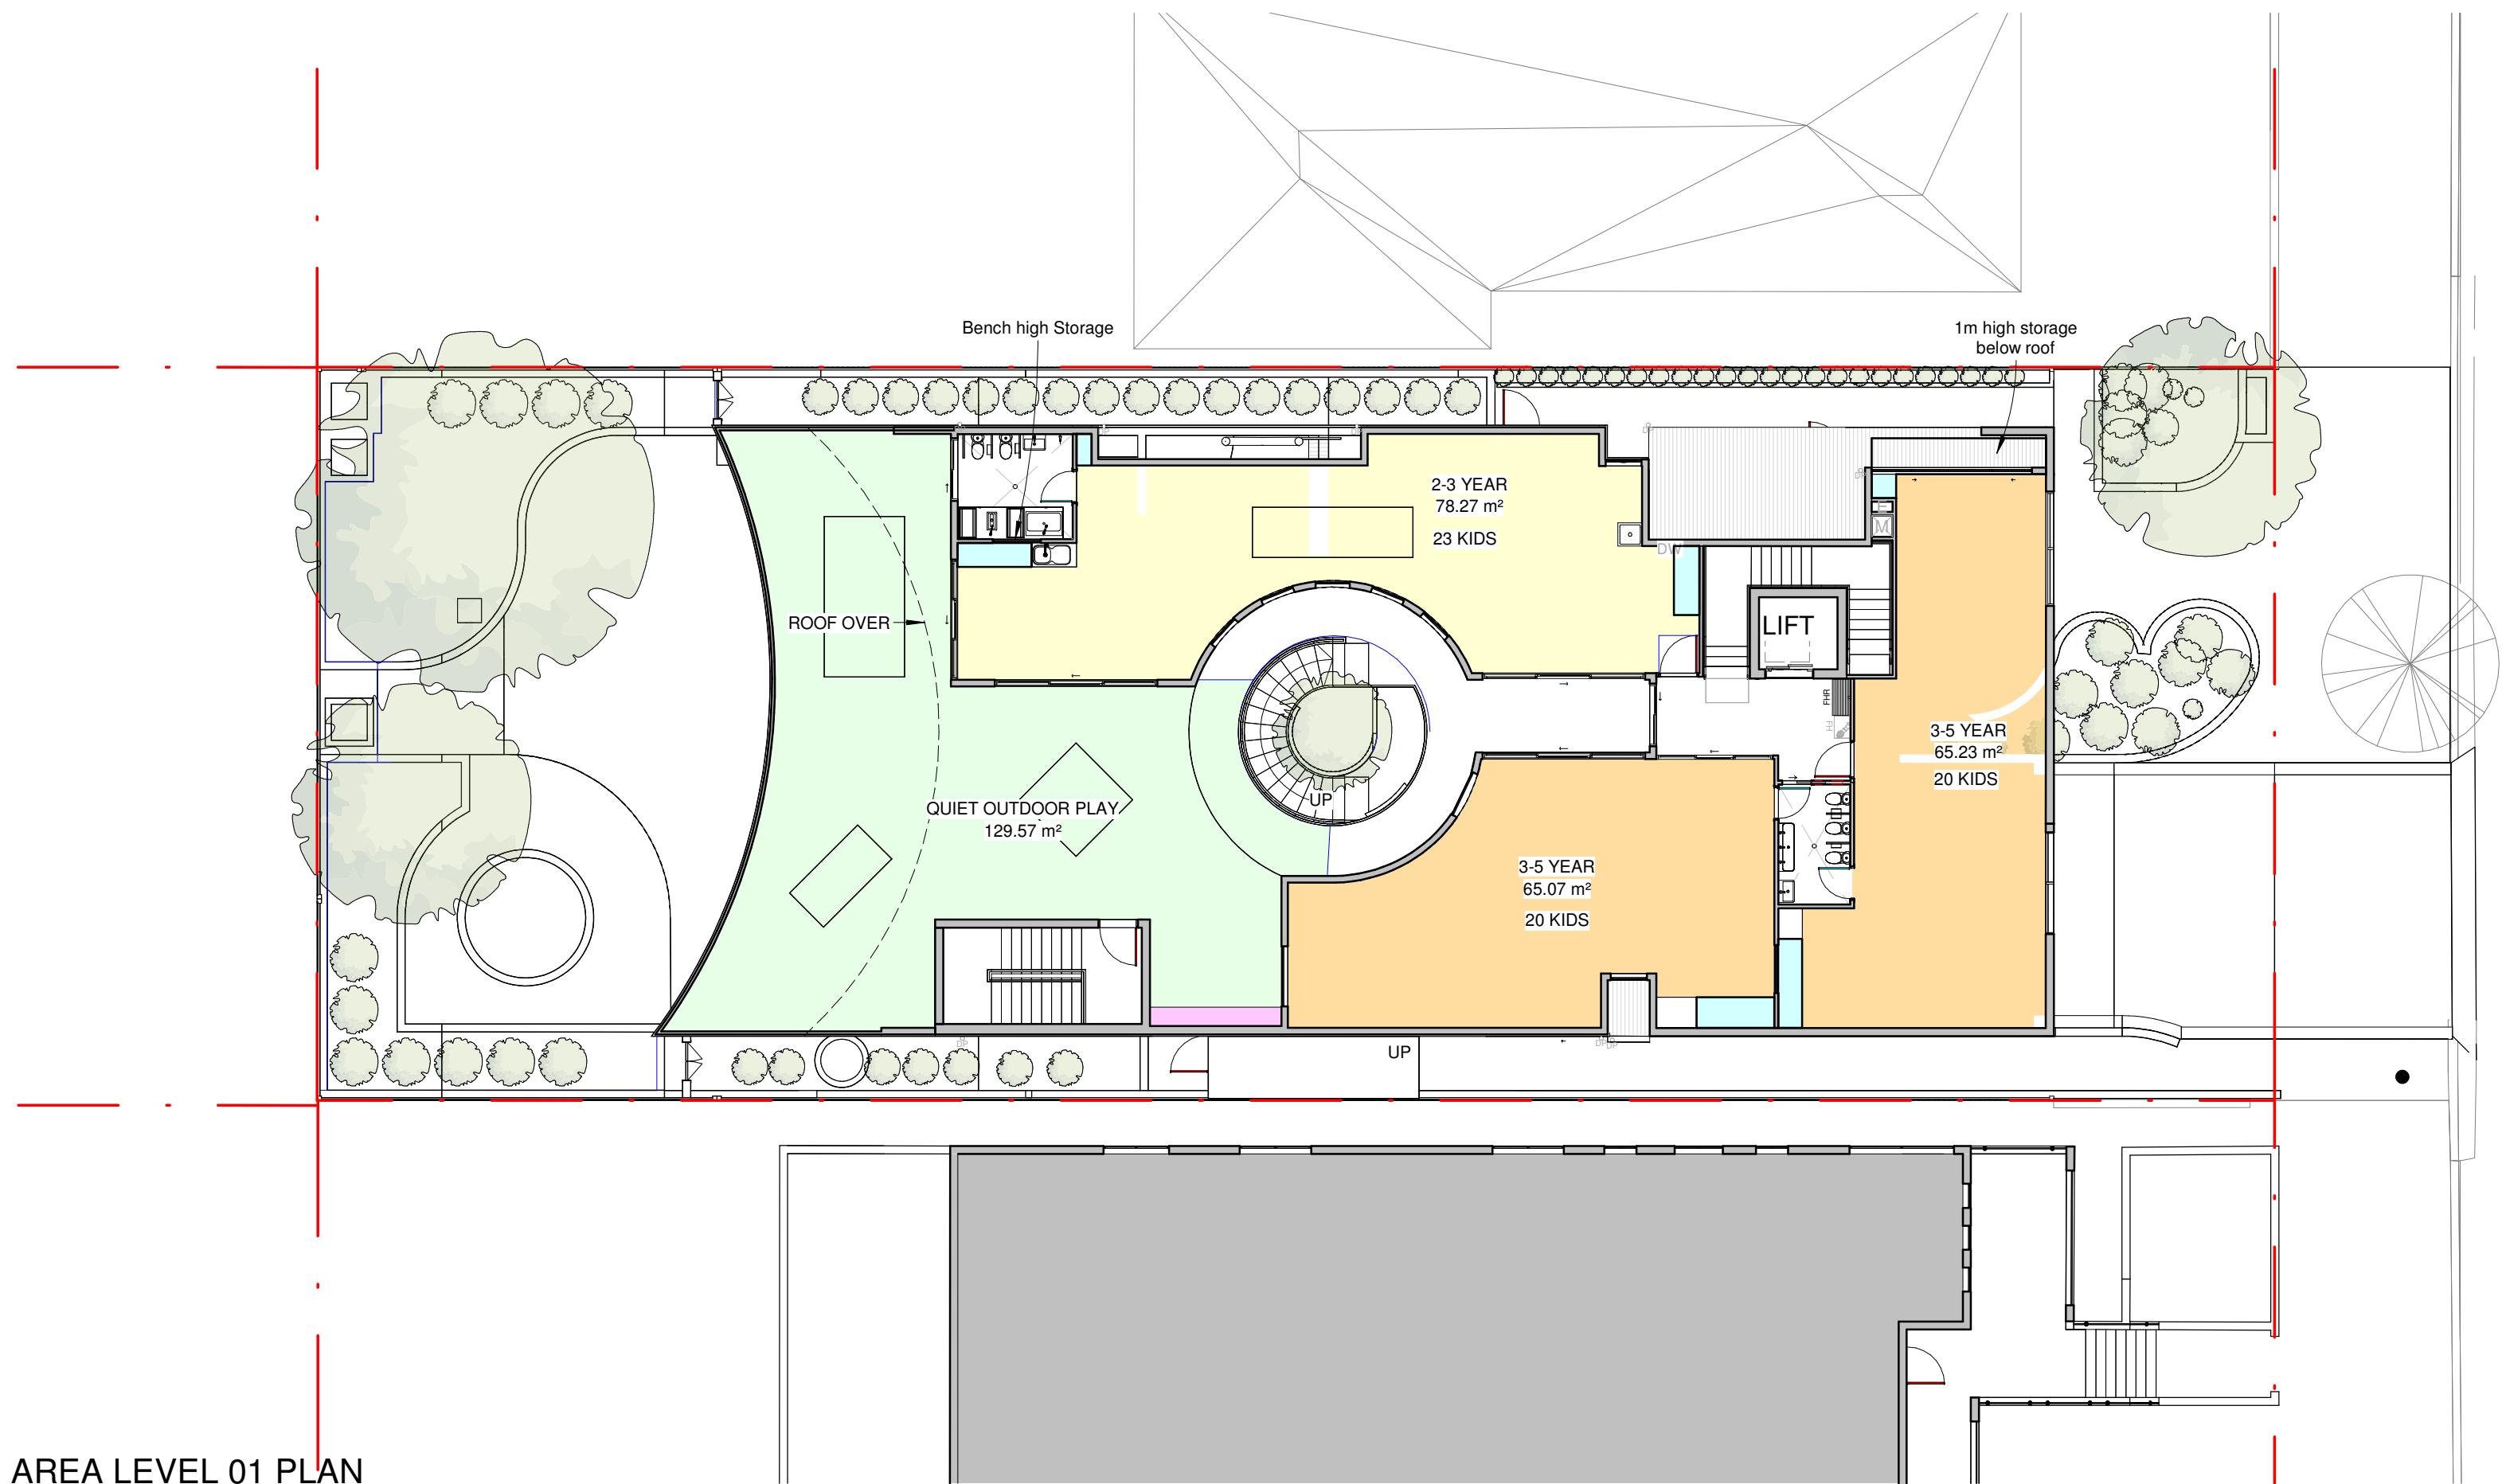 Bench high Storage
1m high storage
below roof
2-3 YEAR
78.27 m²
23 KIDS
E
M
DW
ROOF OVER
LIFT
FHR
3-5 YEAR
65.23 m²
20 KIDS
UP
QUIET OUTDOOR PLAY
129.57 m²
3-5 YEAR
65.07 m²
20 KIDS
UP
AREA LEVEL 01 PLAN